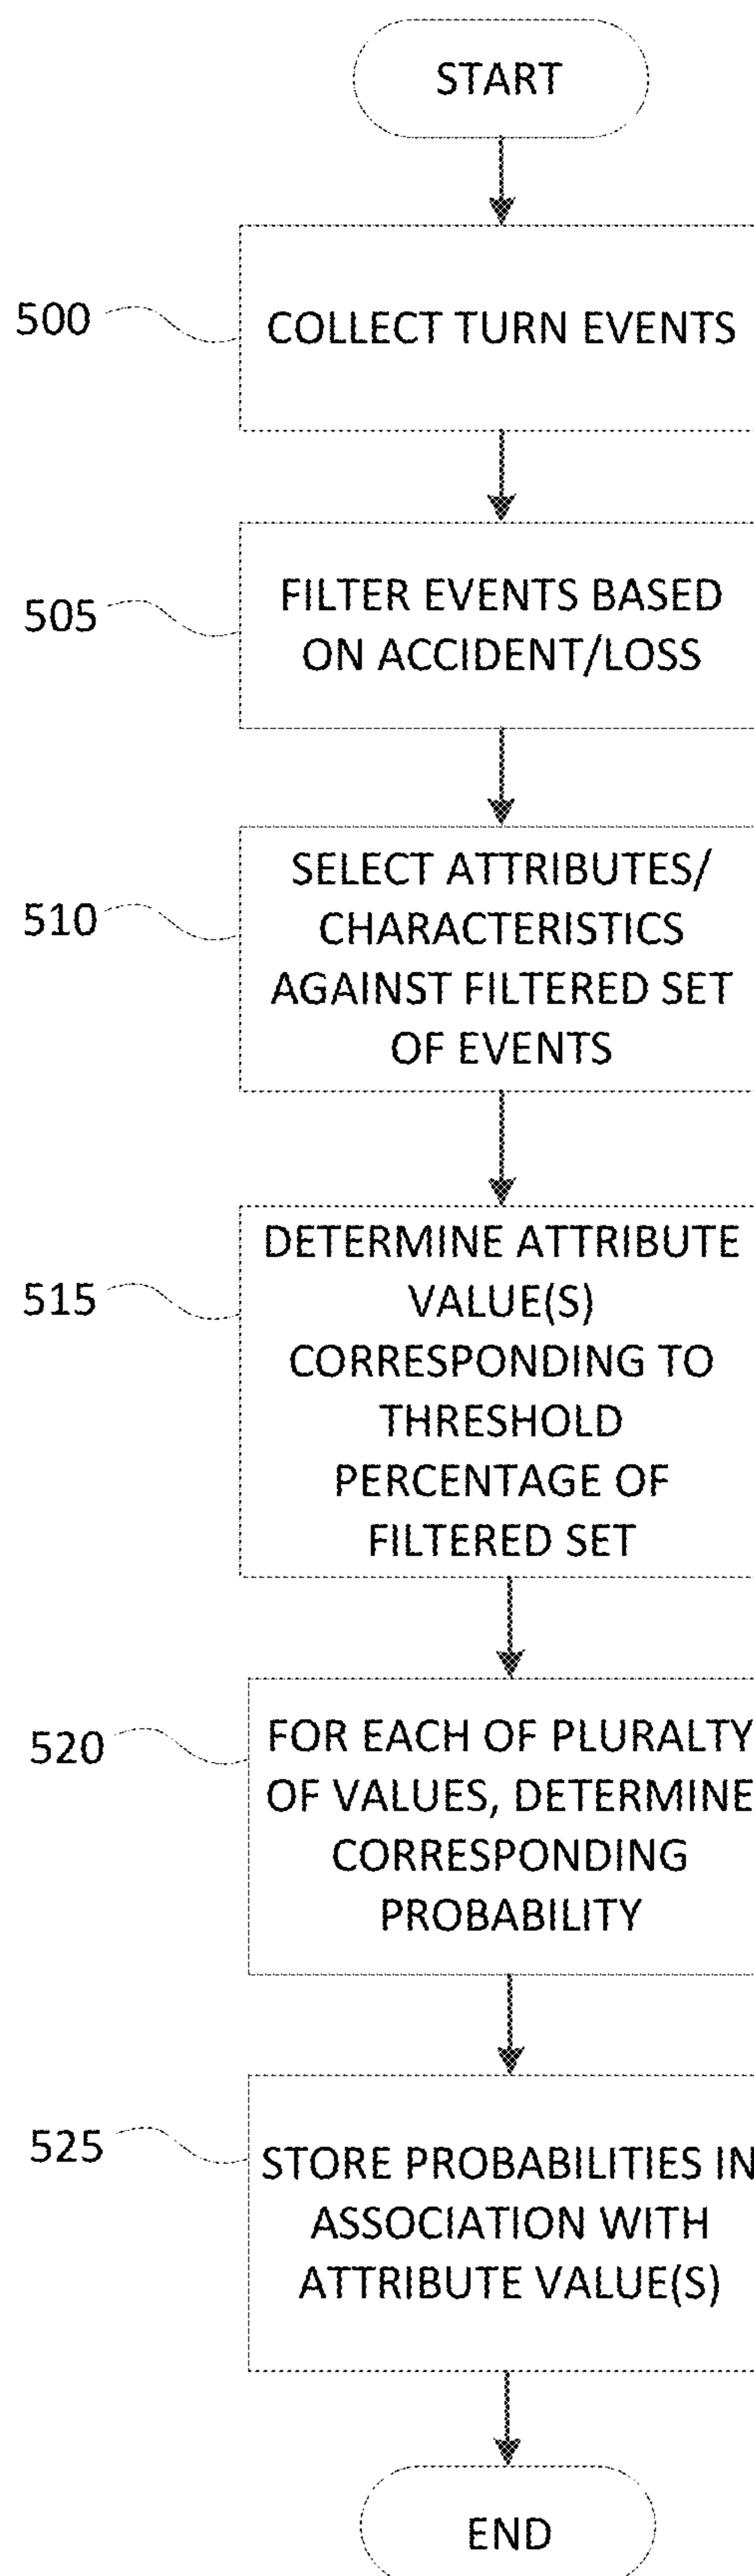 START
500
COLLECT TURN EVENTS
505
FILTER EVENTS BASED
ON ACCIDENT/LOSS
510
SELECT ATTRIBUTES/
CHARACTERISTICS
AGAINST FILTERED SET
OF EVENTS
515
DETERMINE ATTRIBUTE
VALUE(S)
CORRESPONDING TO
THRESHOLD
PERCENTAGE OF
FILTERED SET
520
FOR EACH OF PLURALTY
OF VALUES, DETERMINE
CORRESPONDING
PROBABILITY
525
STORE PROBABILITIES IN
ASSOCIATION WITH
ATTRIBUTE VALUE(S)
END